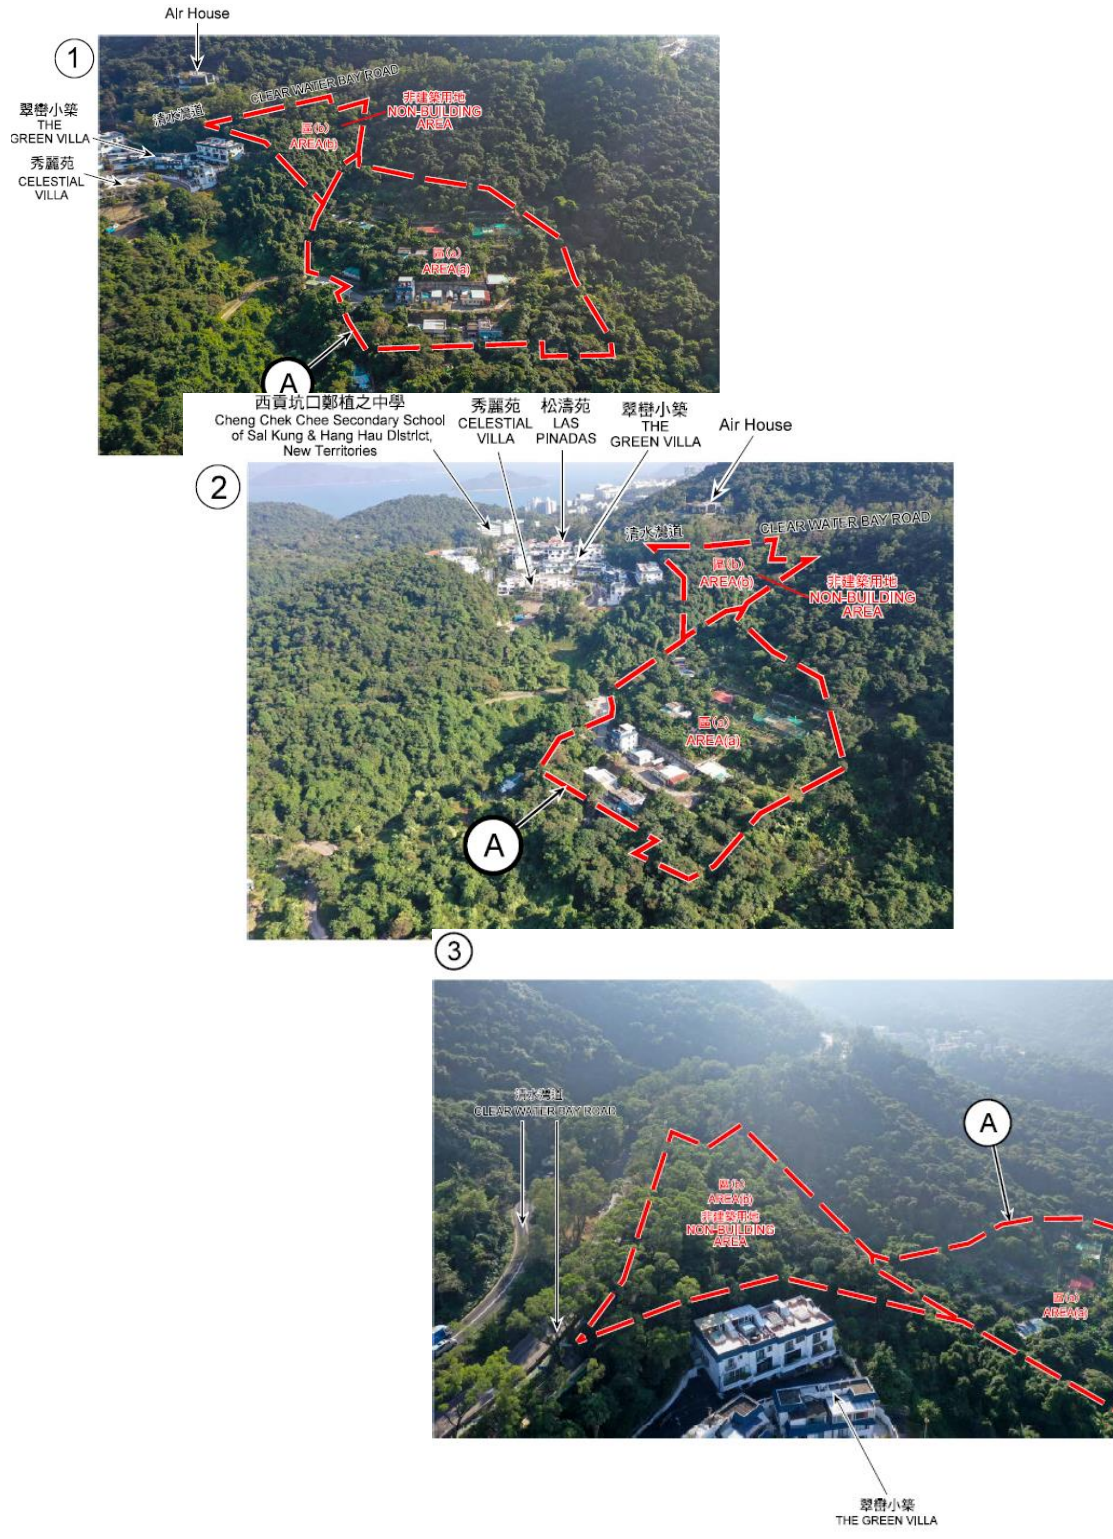 Air House
1
CLEAR WATER BAY ROAD
清水灣道
非建築用地
NON-BUILDING
AREA
區(b)
AREA(b)
翠巒小築
THE
GREEN VILLA
秀麗苑
CELESTIAL
VILLA
區(a)
AREA(a)
A
西貢坑口鄭植之中學
Cheng Chek Chee Secondary School
of Sai Kung & Hang Hau District,
New Territories
秀麗苑
CELESTIAL
VILLA
松濤苑
LAS
PINADAS
翠巒小築
THE
GREEN VILLA
Air House
2
清水灣道
CLEAR WATER BAY ROAD
區(b)
AREA(b)
非建築用地
NON-BUILDING
AREA
區(a)
AREA(a)
A
3
清水灣道
CLEAR WATER BAY ROAD
A
區(b)
AREA(b)
非建築用地
NON-BUILDING
AREA
區(a)
AREA(a)
翠巒小築
THE GREEN VILLA